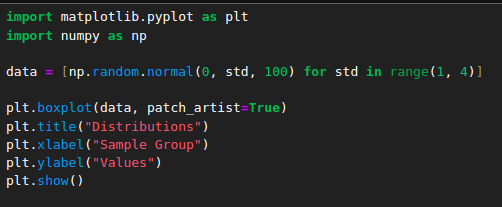 import matplotlib.pyplot as plt
import numpy as np
data = [np.random.normal(0, std, 100) for std in range(1, 4)]
plt.boxplot(data, patch_artist=True)
plt.title("Distributions")
plt.xlabel("Sample Group")
plt.ylabel("Values")
plt.show()